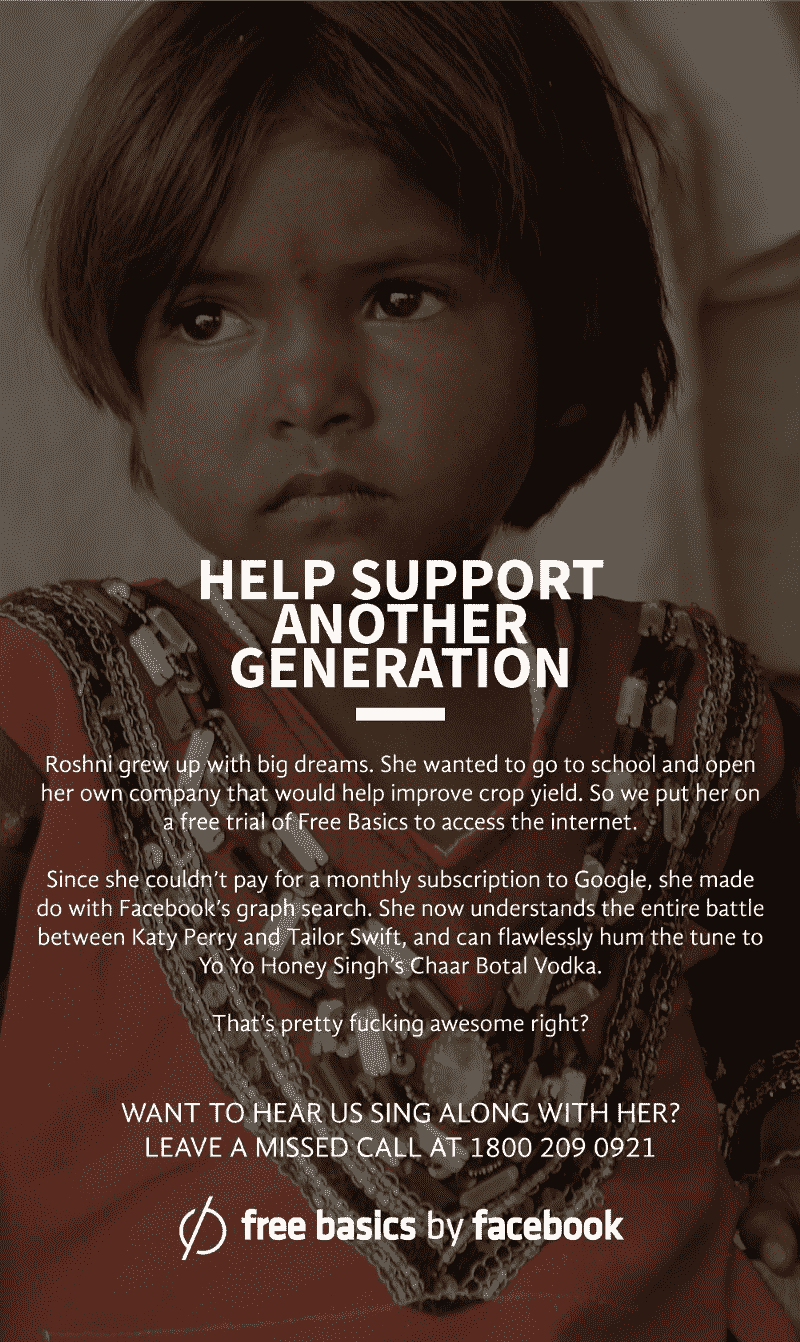 HELP SUPPORT
ANOTHER
GENERATION
Roshni grew up with big dreams. She wanted to go to school and open
her own company that would help improve crop yield. So we put her on
a free trial of Free Basics to access the internet.
Since she couldn't pay for a monthly subscription to Google, she made
do with Facebook's graph search. She now understands the entire battle
between Katy Perry and Tailor Swift, and can flawlessly hum the tune to
Yo Yo Honey Singh's Chaar Botal Vodka.
That's pretty fucking awesome right?
WANT TO HEAR US SING ALONG WITH HER?
LEAVE A MISSED CALL AT 1800 209 0921
free basics by facebook